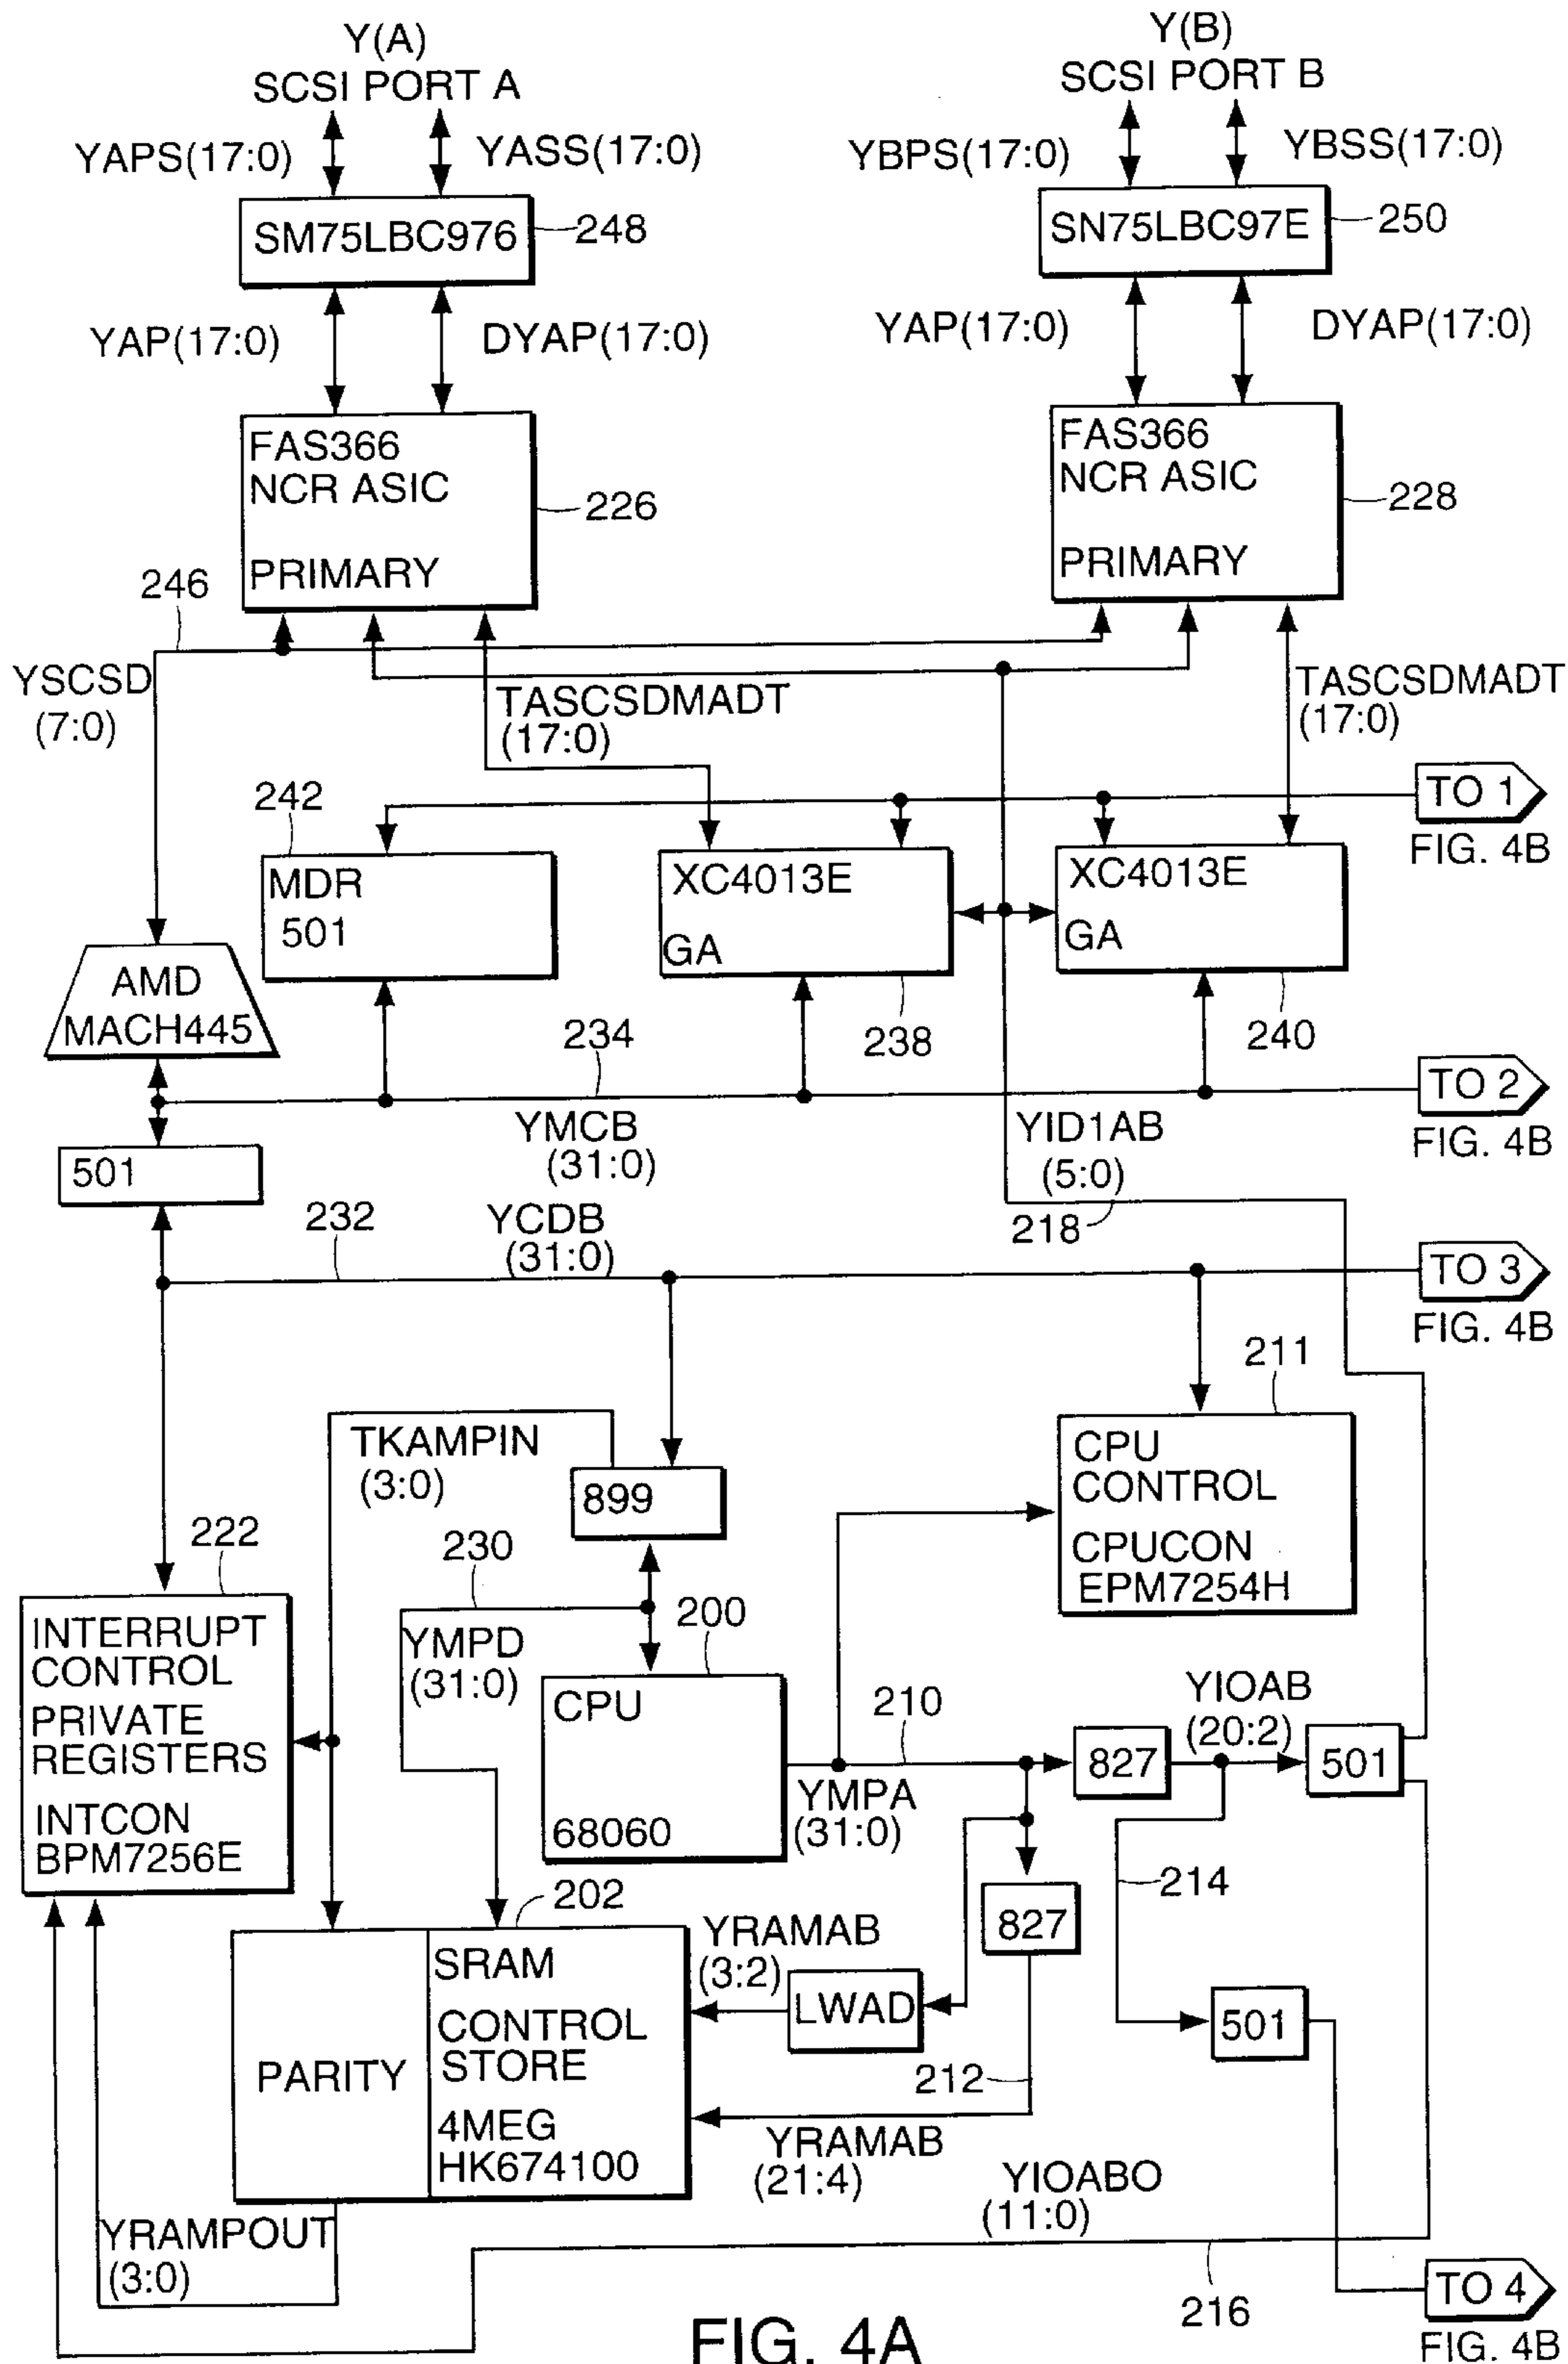 Y(A)
SCSI PORT A
Y(B)
SCSI PORT B
YAPS(17:0)
YASS(17:0)
YBPS(17:0)
YBSS(17:0)
SM75LBC976
248
SN75LBC97E
250
YAP(17:0)
DYAP(17:0)
YAP(17:0)
DYAP(17:0)
FAS366
NCR ASIC
PRIMARY
226
FAS366
NCR ASIC
PRIMARY
228
246
YSCSD
(7:0)
TASCSDMADT
(17:0)
TASCSDMADT
(17:0)
242
TO 1
FIG. 4B
MDR
501
XC4013E
GA
XC4013E
GA
AMD
MACH445
234
238
240
TO 2
FIG. 4B
YMCB
(31:0)
YID1AB
(5:0)
501
232
YCDB
(31:0)
218
TO 3
FIG. 4B
211
TKAMPIN
(3:0)
899
CPU
CONTROL
CPUCON
EPM7254H
222
230
200
INTERRUPT
CONTROL
PRIVATE
REGISTERS
INTCON
BPM7256E
YMPD
(31:0)
CPU
68060
210
YMPA
(31:0)
827
YIOAB
(20:2)
501
214
202
827
YRAMAB
(3:2)
LWAD
501
PARITY
SRAM
CONTROL
STORE
4MEG
HK674100
212
YRAMAB
(21:4)
YIOABO
(11:0)
YRAMPOUT
(3:0)
216
TO 4
FIG. 4B
FIG. 4A